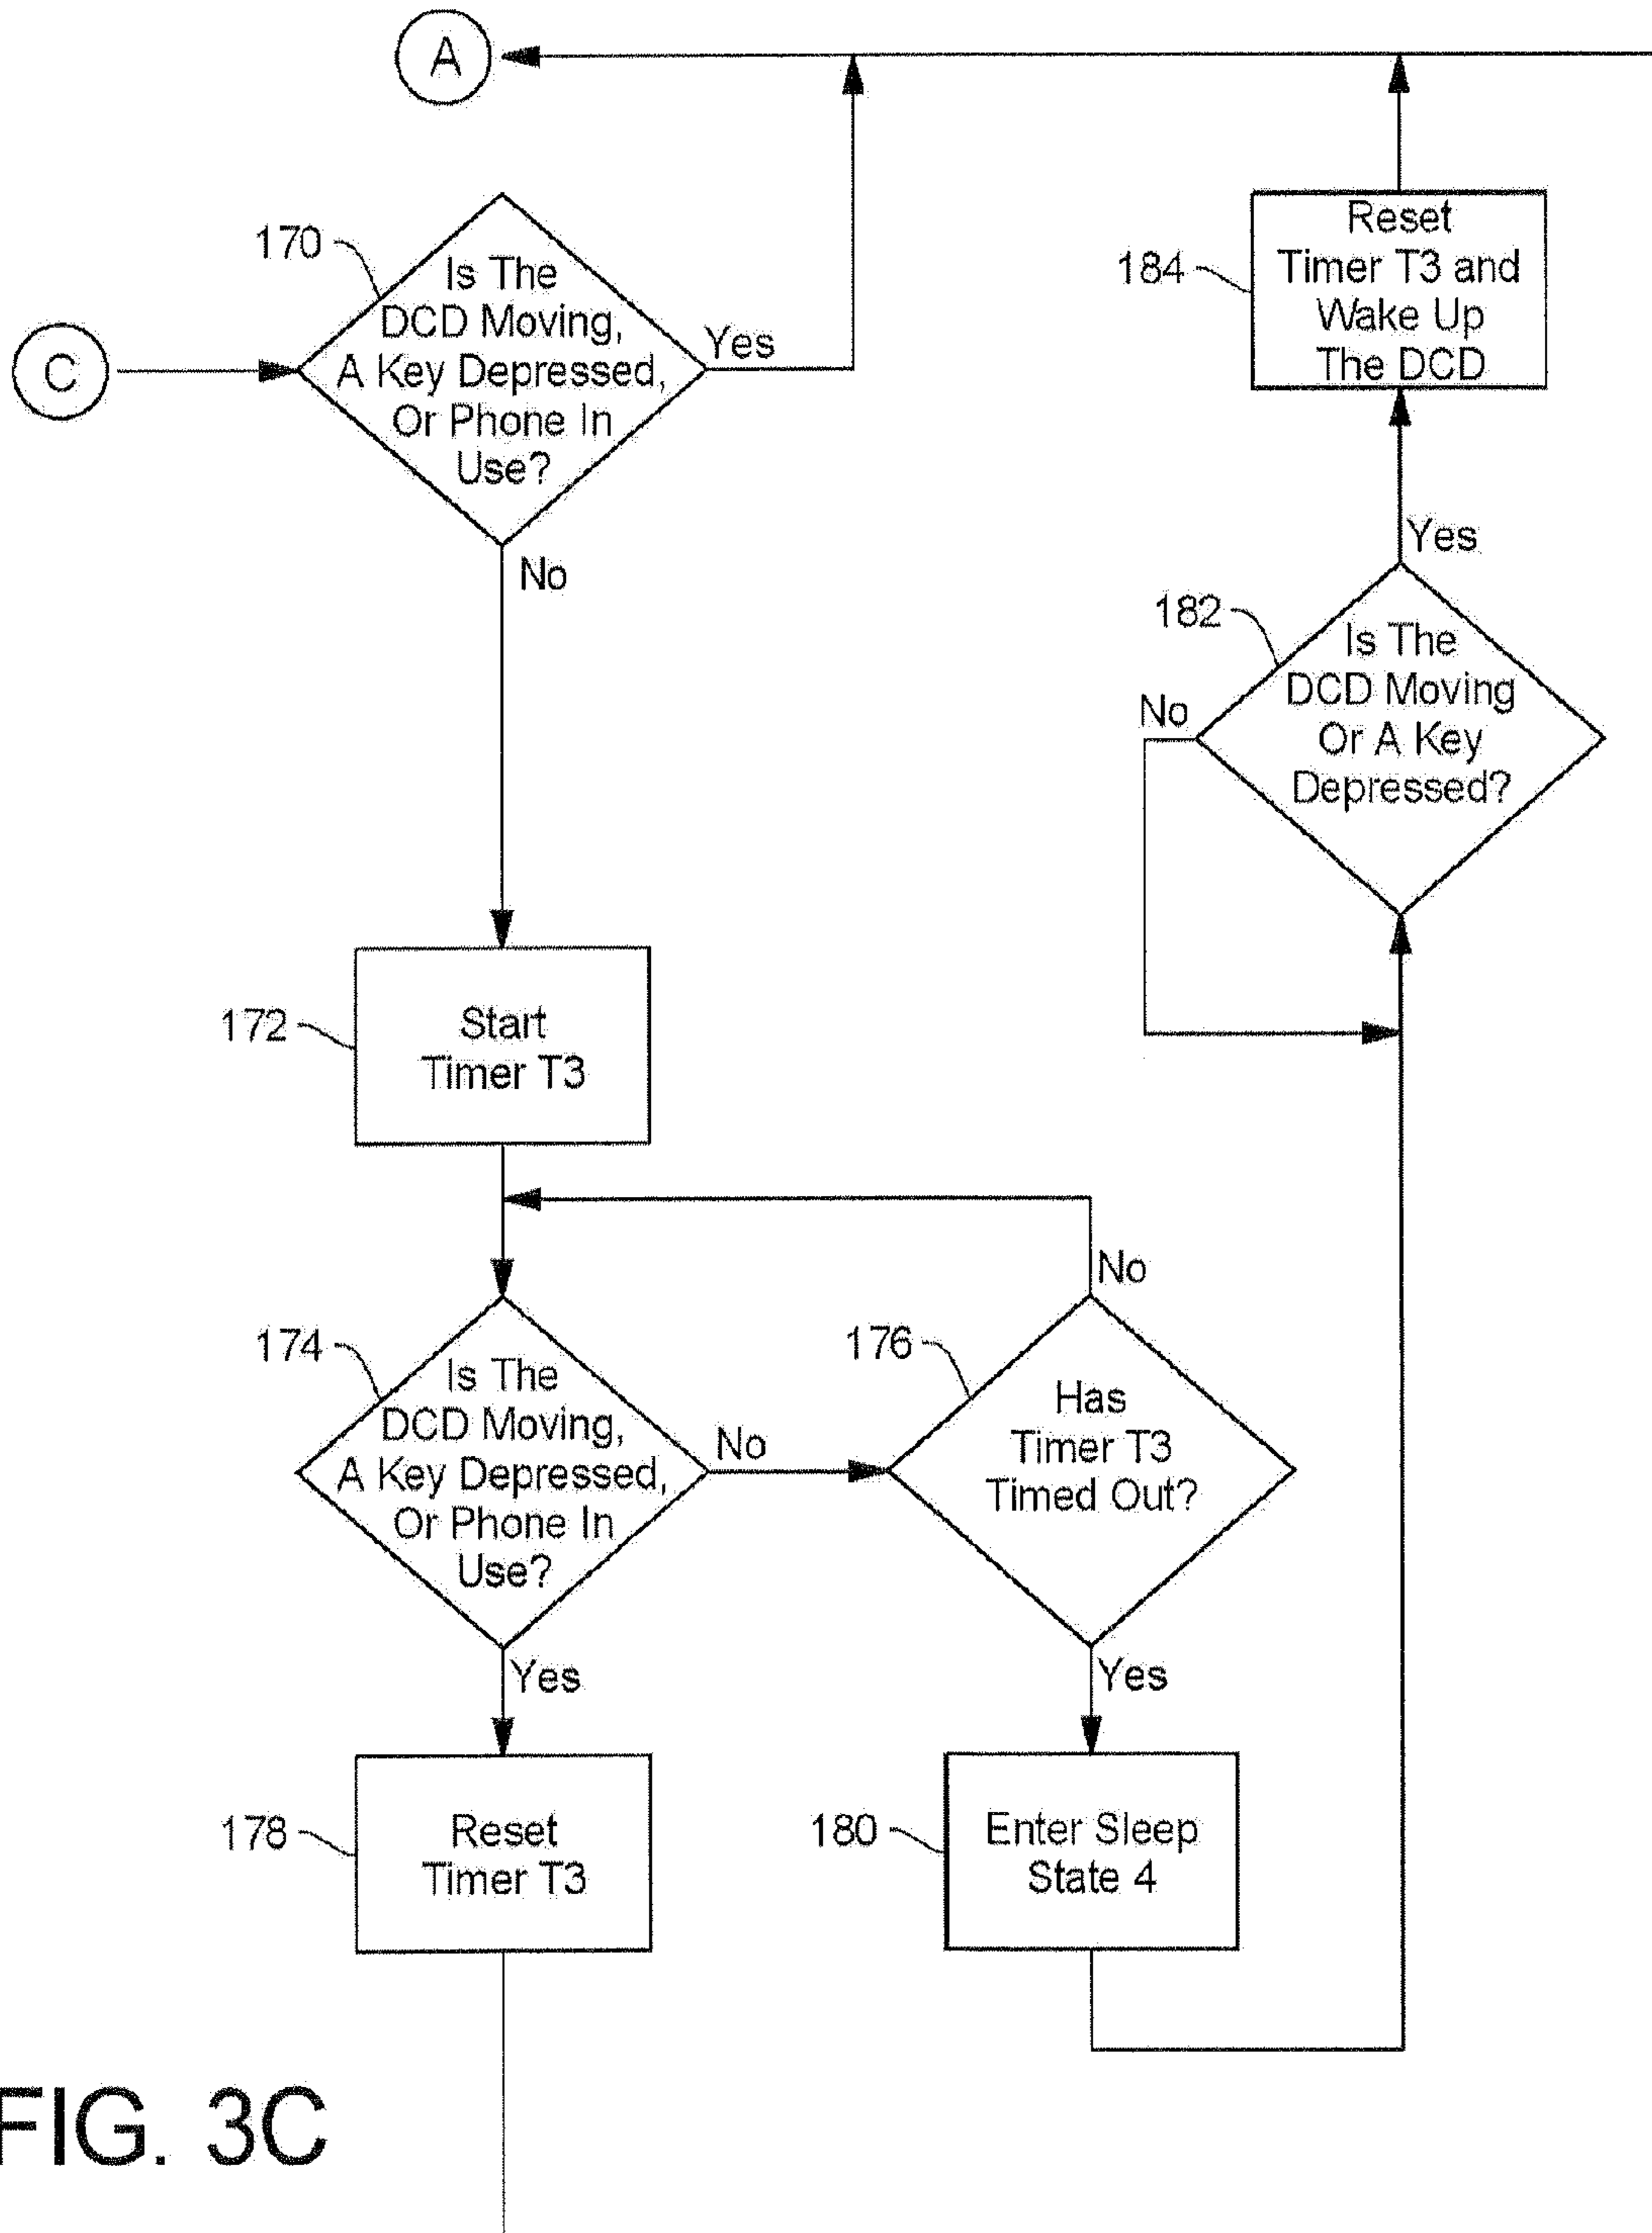 A
170
Is The
DCD Moving,
A Key Depressed,
Or Phone In
Use?
Yes
No
C
184
Reset
Timer T3 and
Wake Up
The DCD
Yes
182
Is The
DCD Moving
Or A Key
Depressed?
No
172
Start
Timer T3
174
Is The
DCD Moving,
A Key Depressed,
Or Phone In
Use?
No
Yes
176
Has
Timer T3
Timed Out?
No
Yes
178
Reset
Timer T3
180
Enter Sleep
State 4
FIG. 3C